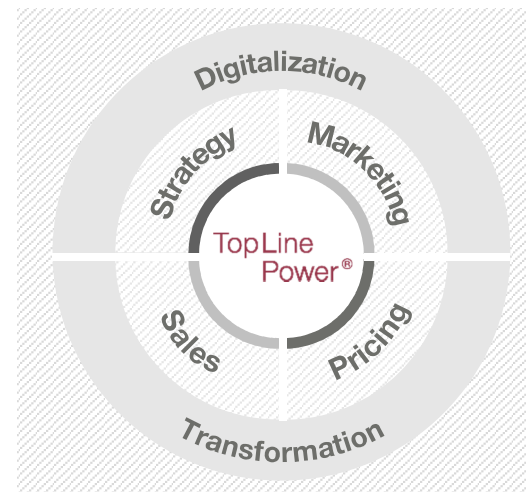 Digitalization
Strategy
Marketing
TopLine
Power®
Sales
Pricing
Transformation